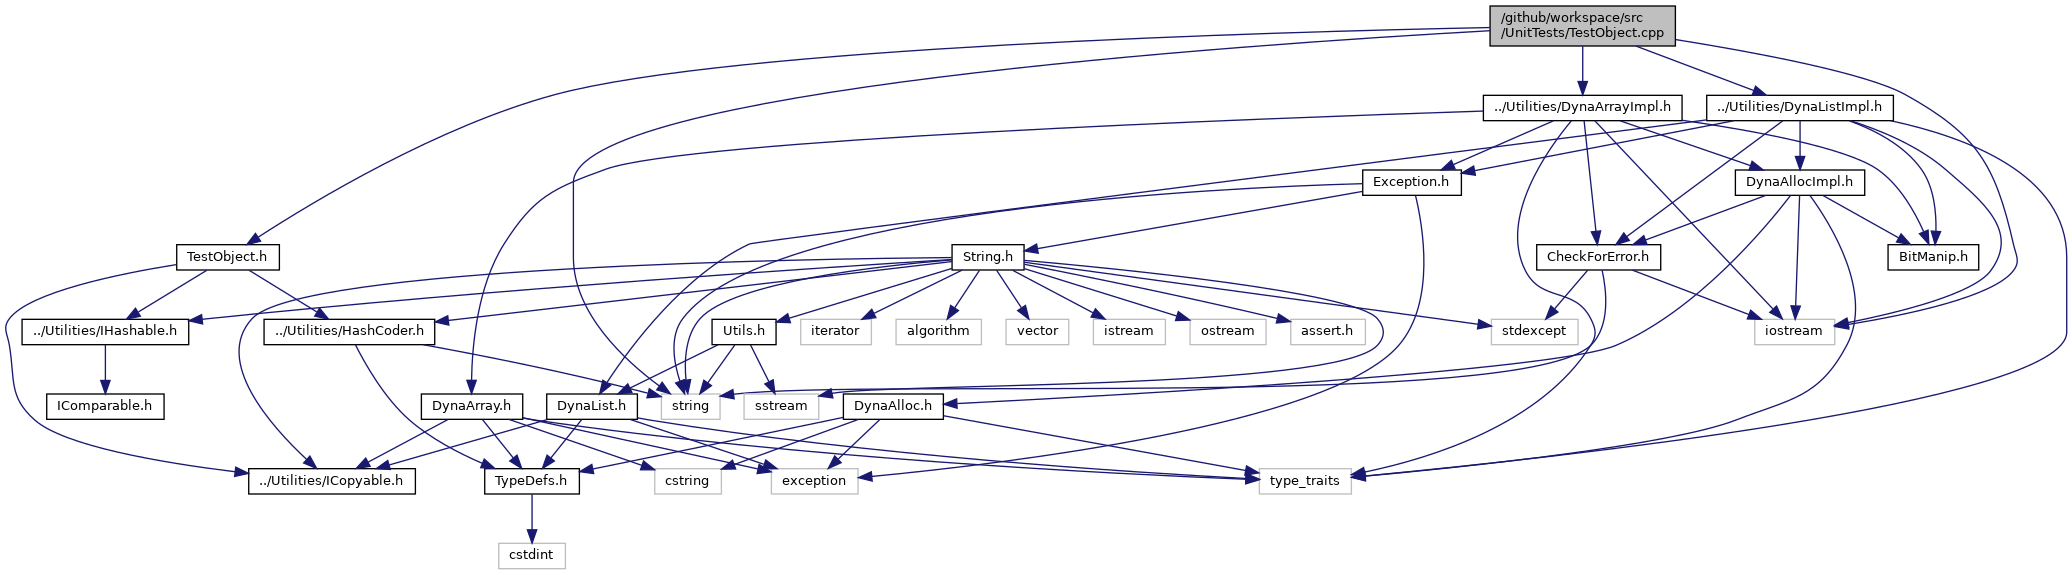 /github/workspace/src
/UnitTests/TestObject.cpp
../Utilities/DynaArrayImpl.h
../Utilities/DynaListImpl.h
Exception.h
DynaAllocImpl.h
TestObject.h
String.h
CheckForError.h
BitManip.h
../Utilities/IHashable.h
../Utilities/HashCoder.h
Utils.h
iterator
algorithm
vector
istream
ostream
assert.h
stdexcept
iostream
IComparable.h
DynaArray.h
DynaList.h
string
sstream
DynaAlloc.h
../Utilities/ICopyable.h
TypeDefs.h
cstring
exception
type_traits
cstdint